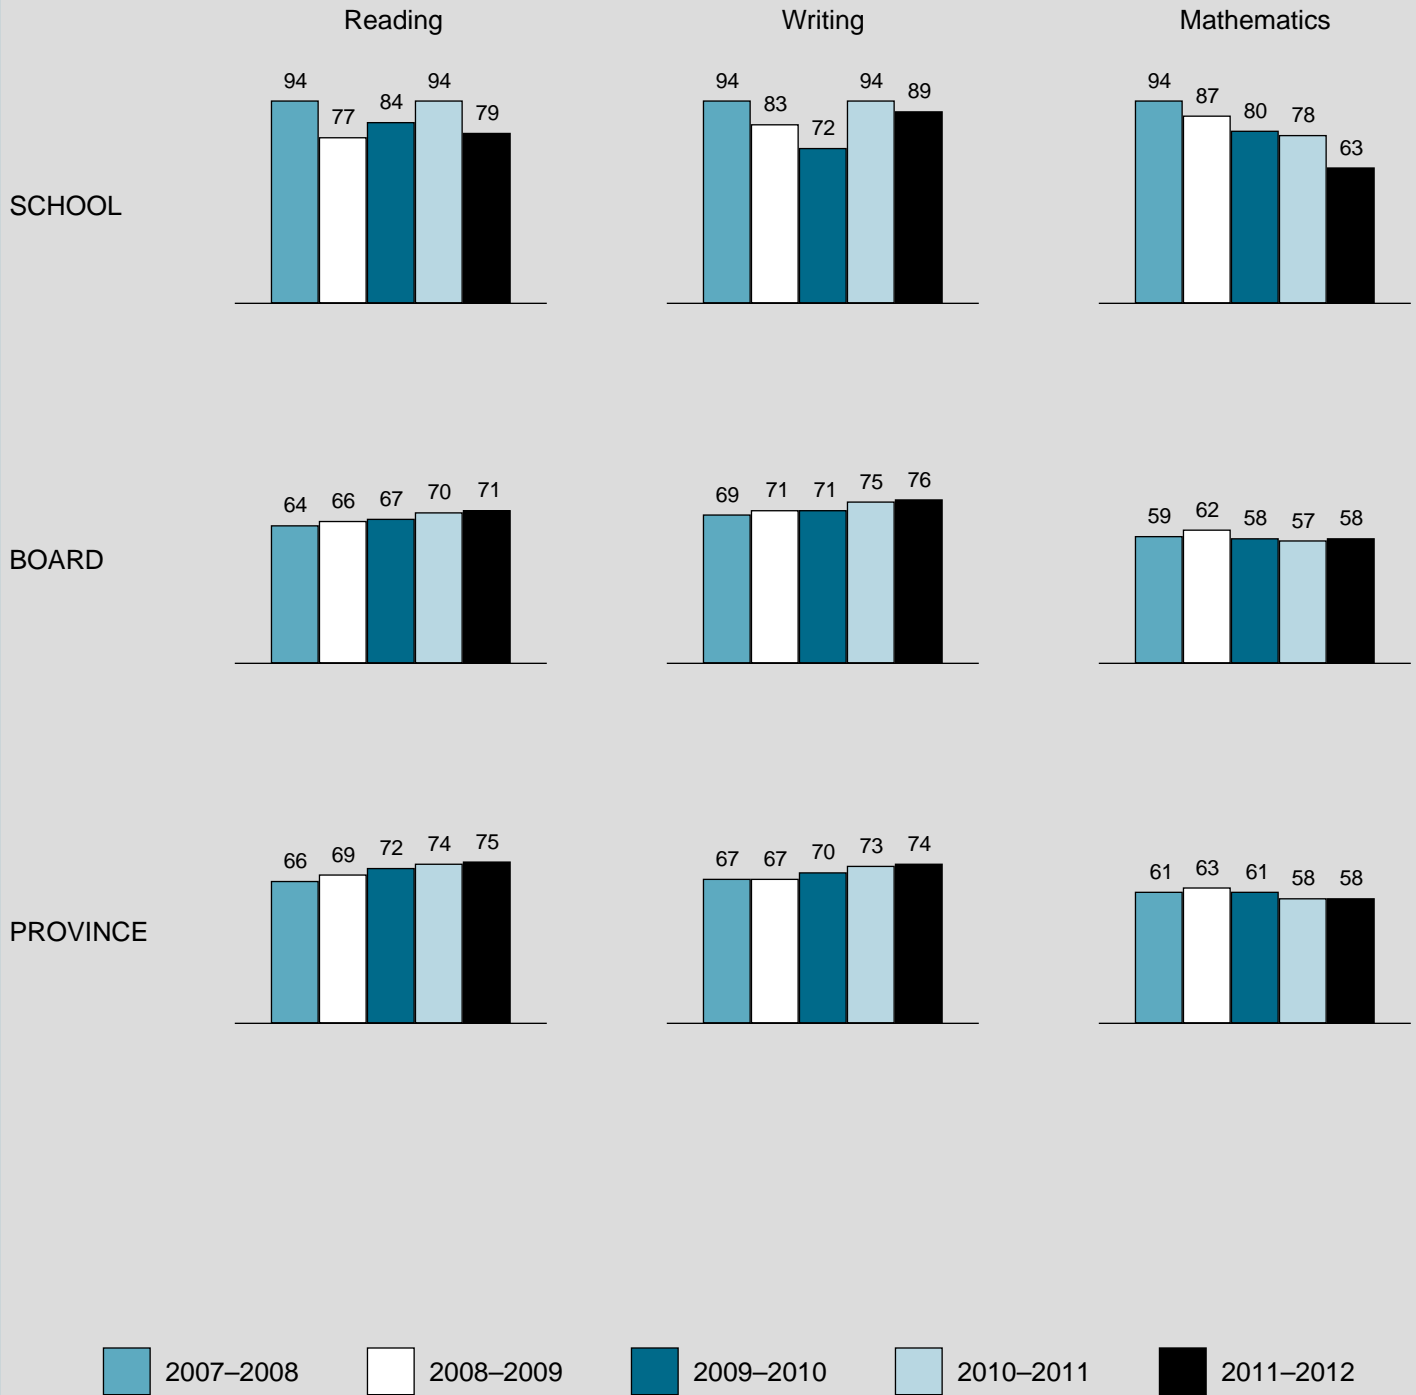 Reading Writing Mathematics
94 77 84 94 79 94 83 72 94 89 94 87 80 78 63
SCHOOL
64 66 67 70 71 69 71 71 75 76 59 62 58 57 58
BOARD
66 69 72 74 75 67 67 70 73 74 61 63 61 58 58
PROVINCE
2007–2008 2008–2009 2009–2010 2010–2011 2011–2012